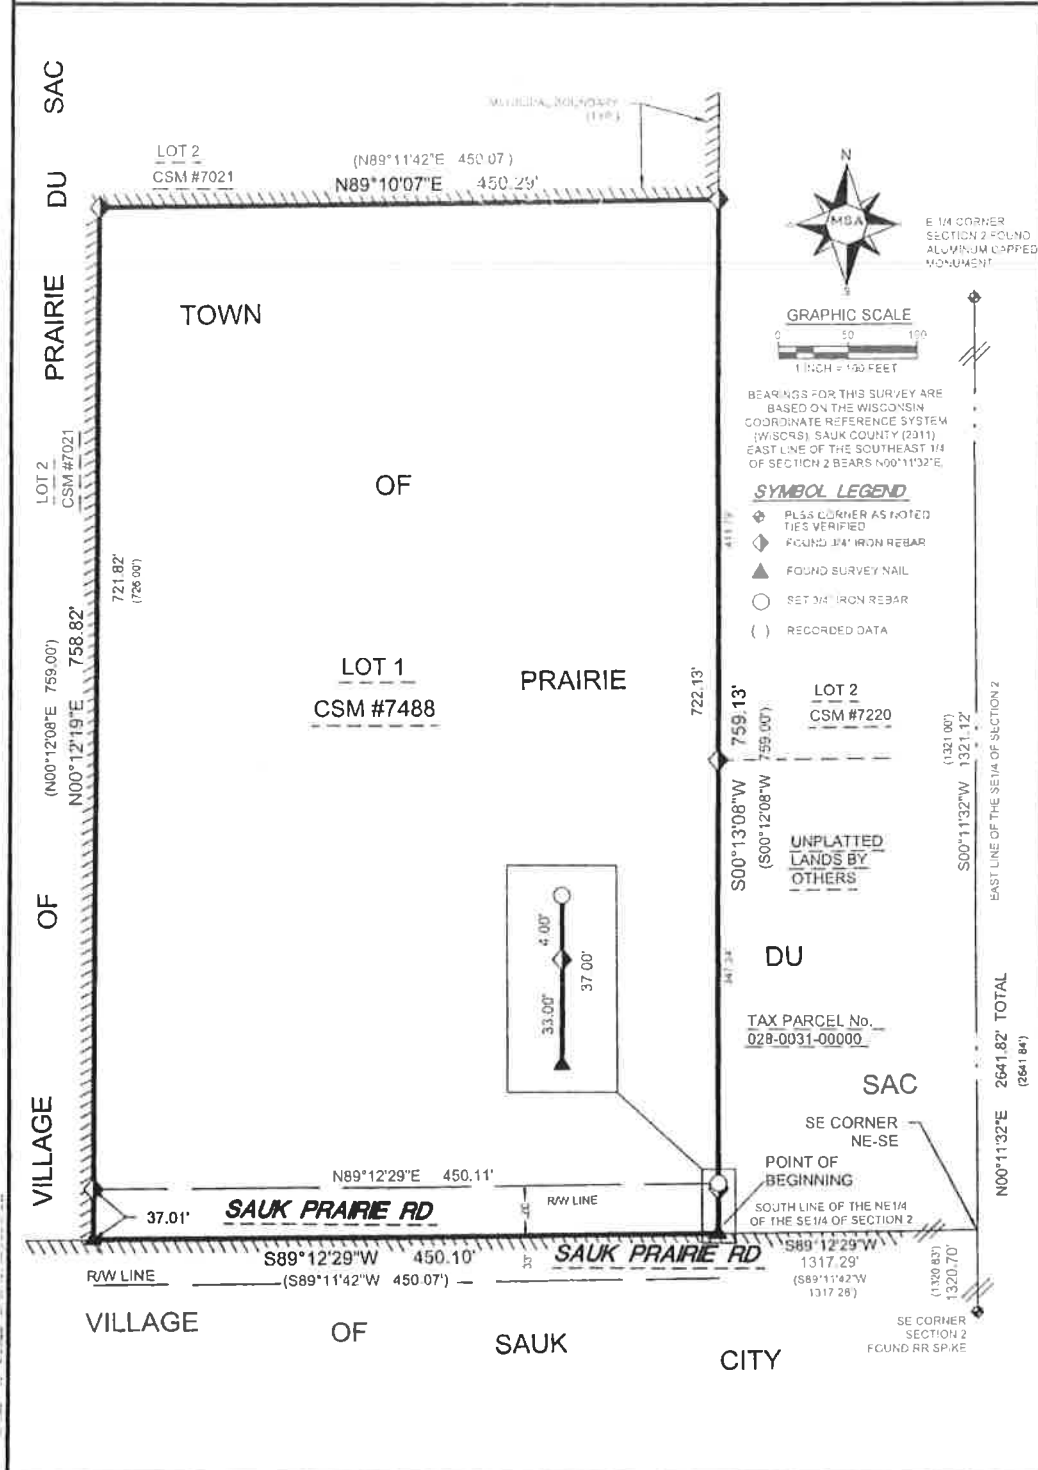 MUNICIPAL BOUNDARY
(TYP.)
LOT 2
CSM #7021
(N89°11'42"E 450.07')
N89°10'07"E 450.29'
VILLAGE OF PRAIRIE DU SAC
TOWN
OF
PRAIRIE
DU
SAC
N
MSA
S
E 1/4 CORNER
SECTION 2 FOUND
ALUMINUM CAPPED
MONUMENT
GRAPHIC SCALE
0 50 100
1 INCH = 100 FEET
BEARINGS FOR THIS SURVEY ARE
BASED ON THE WISCONSIN
COORDINATE REFERENCE SYSTEM
(WISCRS), SAUK COUNTY (2011)
EAST LINE OF THE SOUTHEAST 1/4
OF SECTION 2 BEARS N00°11'32"E.
SYMBOL LEGEND
PLSS CORNER AS NOTED
TIES VERIFIED
FOUND 3/4" IRON REBAR
FOUND SURVEY NAIL
SET 3/4" IRON REBAR
( ) RECORDED DATA
LOT 2
CSM #7021
721.82'
(726.00')
(N00°12'08"E 759.00')
N00°12'19"E 758.82'
LOT 1
CSM #7488
722.13'
759.13'
S00°13'08"W
(S00°12'08"W 759.00')
LOT 2
CSM #7220
UNPLATTED
LANDS BY
OTHERS
(1321.00')
S00°11'32"W 1321.12'
EAST LINE OF THE SE1/4 OF SECTION 2
4.00'
33.00'
37.00'
347.34'
TAX PARCEL No.
028-0031-00000
N00°11'32"E 2641.82' TOTAL
(2641.84')
SE CORNER
NE-SE
POINT OF
BEGINNING
SOUTH LINE OF THE NE1/4
OF THE SE1/4 OF SECTION 2
N89°12'29"E 450.11'
R/W LINE
37.01'
SAUK PRAIRIE RD
S89°12'29"W 450.10'
(S89°11'42"W 450.07')
R/W LINE
33'
SAUK PRAIRIE RD
S89°12'29"W
1317.29'
(S89°11'42"W
1317.28')
(1320.83')
1320.70'
SE CORNER
SECTION 2
FOUND RR SPIKE
VILLAGE OF SAUK CITY